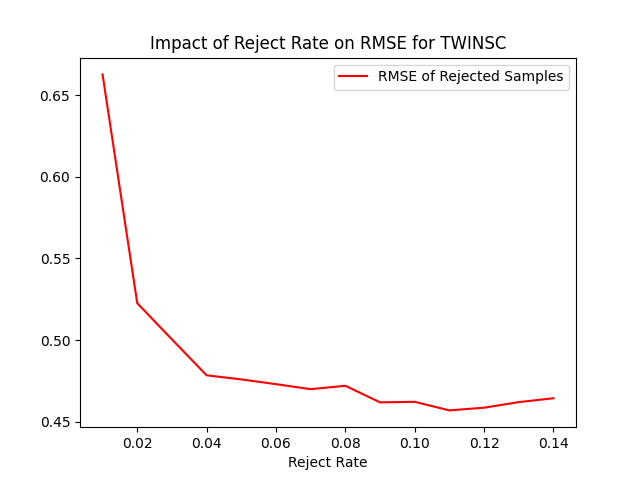 Impact of Reject Rate on RMSE for TWINSC
RMSE of Rejected Samples
0.65
0.60
0.55
0.50
0.45
0.02 0.04 0.06 0.08 0.10 0.12 0.14
Reject Rate